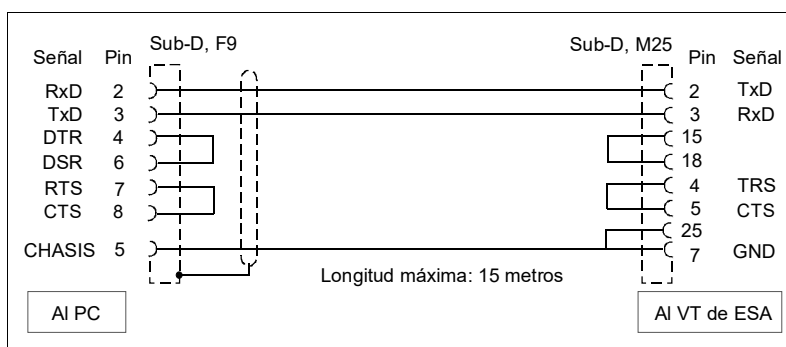 Sub-D, F9
Sub-D, M25
Señal Pin
Pin Señal
RxD 2
2 TxD
TxD 3
3 RxD
DTR 4
15
DSR 6
18
RTS 7
4 TRS
CTS 8
5 CTS
25
CHASIS 5
7 GND
Longitud máxima: 15 metros
Al PC
Al VT de ESA